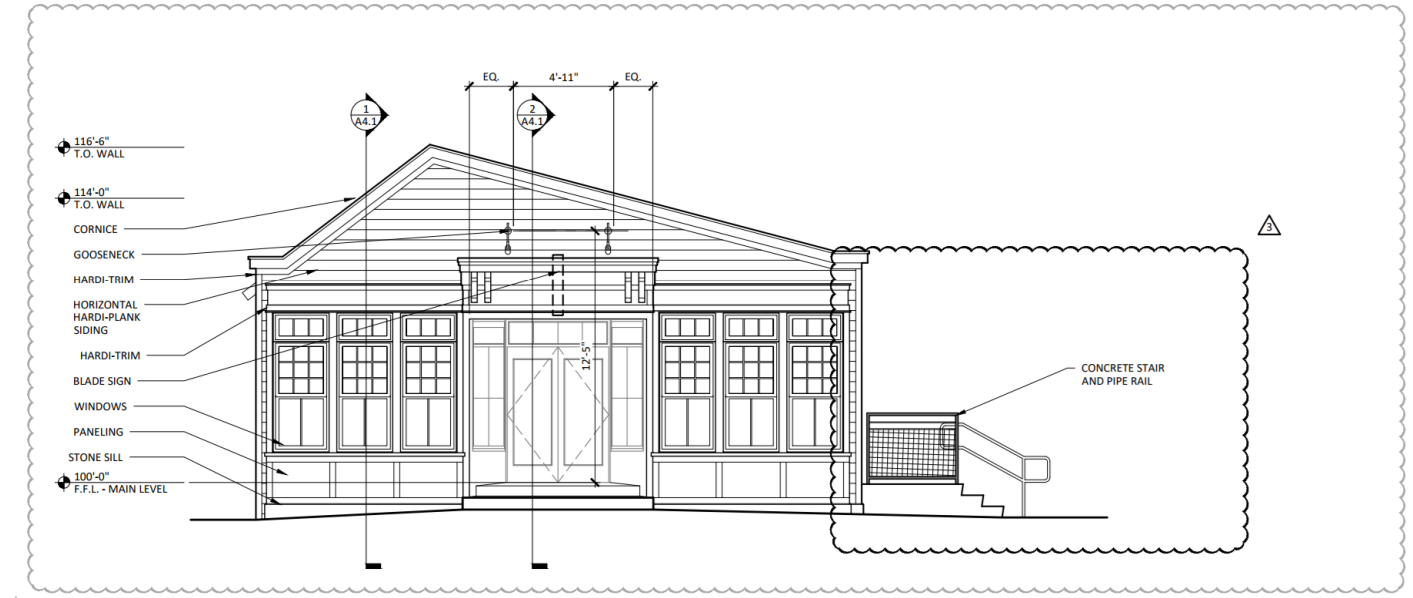 EQ.
4'-11"
EQ.
1
A4.1
2
A4.1
116'-6"
T.O. WALL
114'-0"
T.O. WALL
CORNICE
GOOSENECK
HARDI-TRIM
HORIZONTAL
HARDI-PLANK
SIDING
HARDI-TRIM
BLADE SIGN
WINDOWS
PANELING
STONE SILL
100'-0"
F.F.L. - MAIN LEVEL
12'-5"
3
CONCRETE STAIR
AND PIPE RAIL